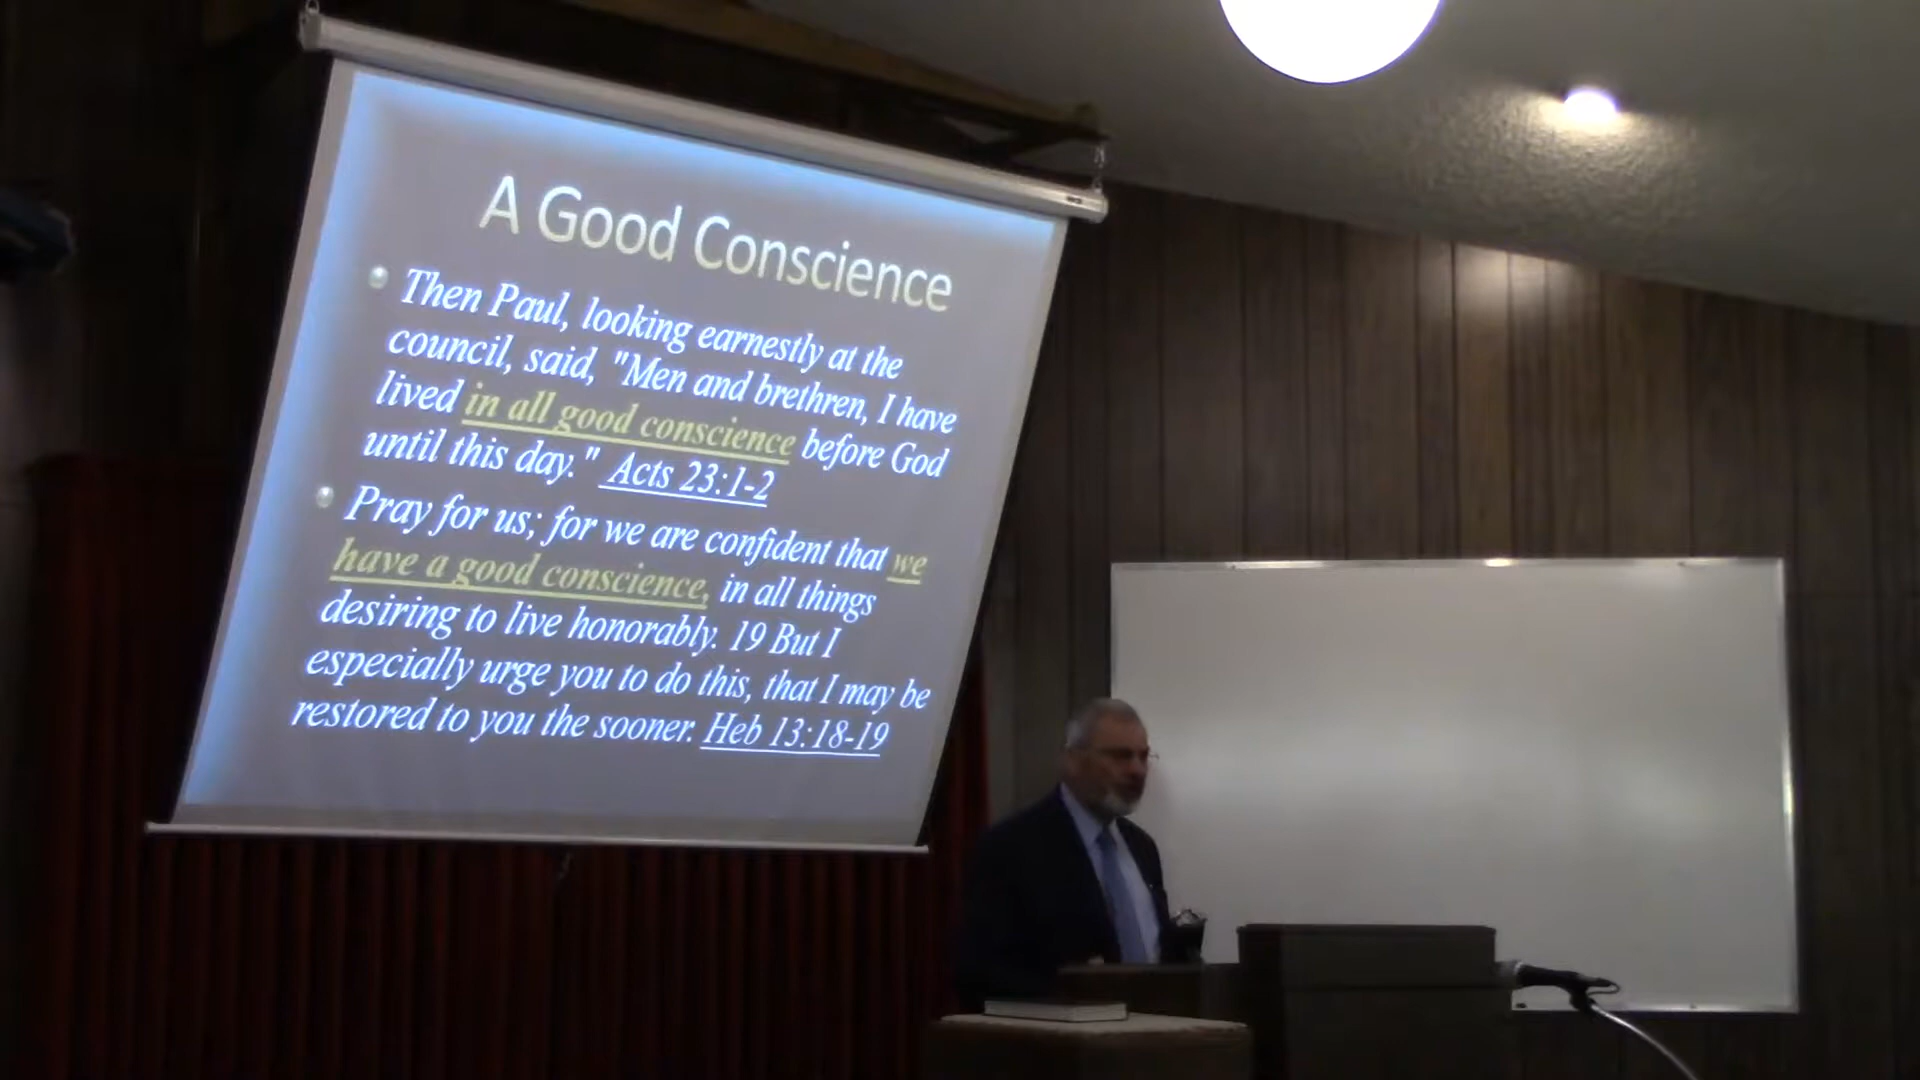 A Good Conscience
Then Paul, looking earnestly at the
council, said, "Men and brethren, I have
lived in all good conscience before God
until this day." Acts 23:1-2
Pray for us; for we are confident that we
have a good conscience, in all things
desiring to live honorably. 19 But I
especially urge you to do this, that I may be
restored to you the sooner. Heb 13:18-19